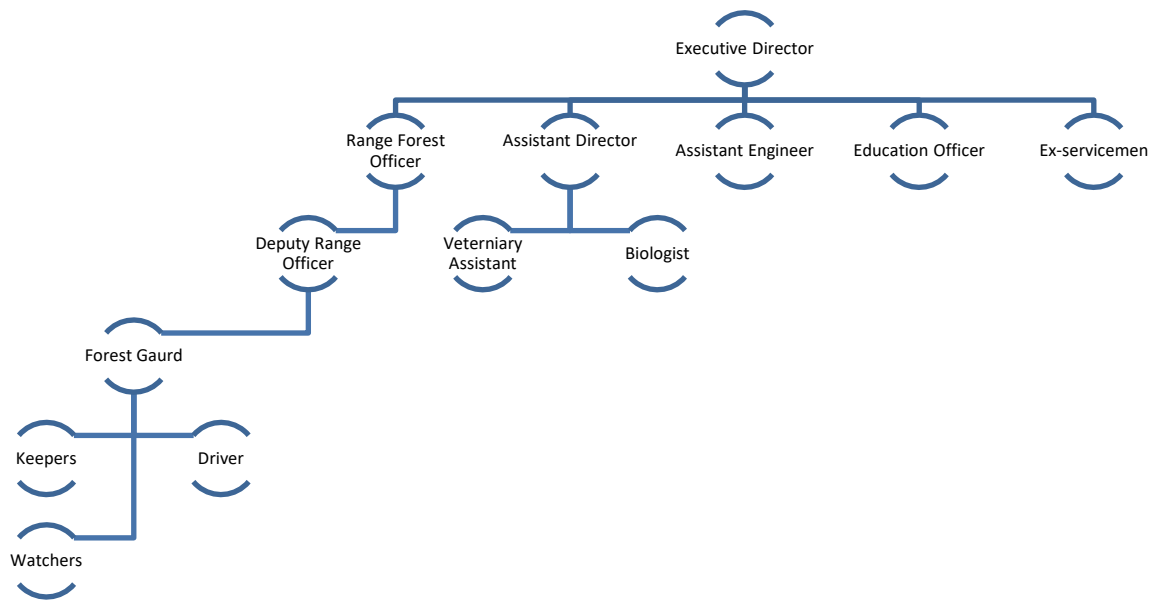 Executive Director
Range Forest
Officer
Assistant Director
Assistant Engineer
Education Officer
Ex-servicemen
Deputy Range
Officer
Veterniary
Assistant
Biologist
Forest Gaurd
Keepers
Driver
Watchers